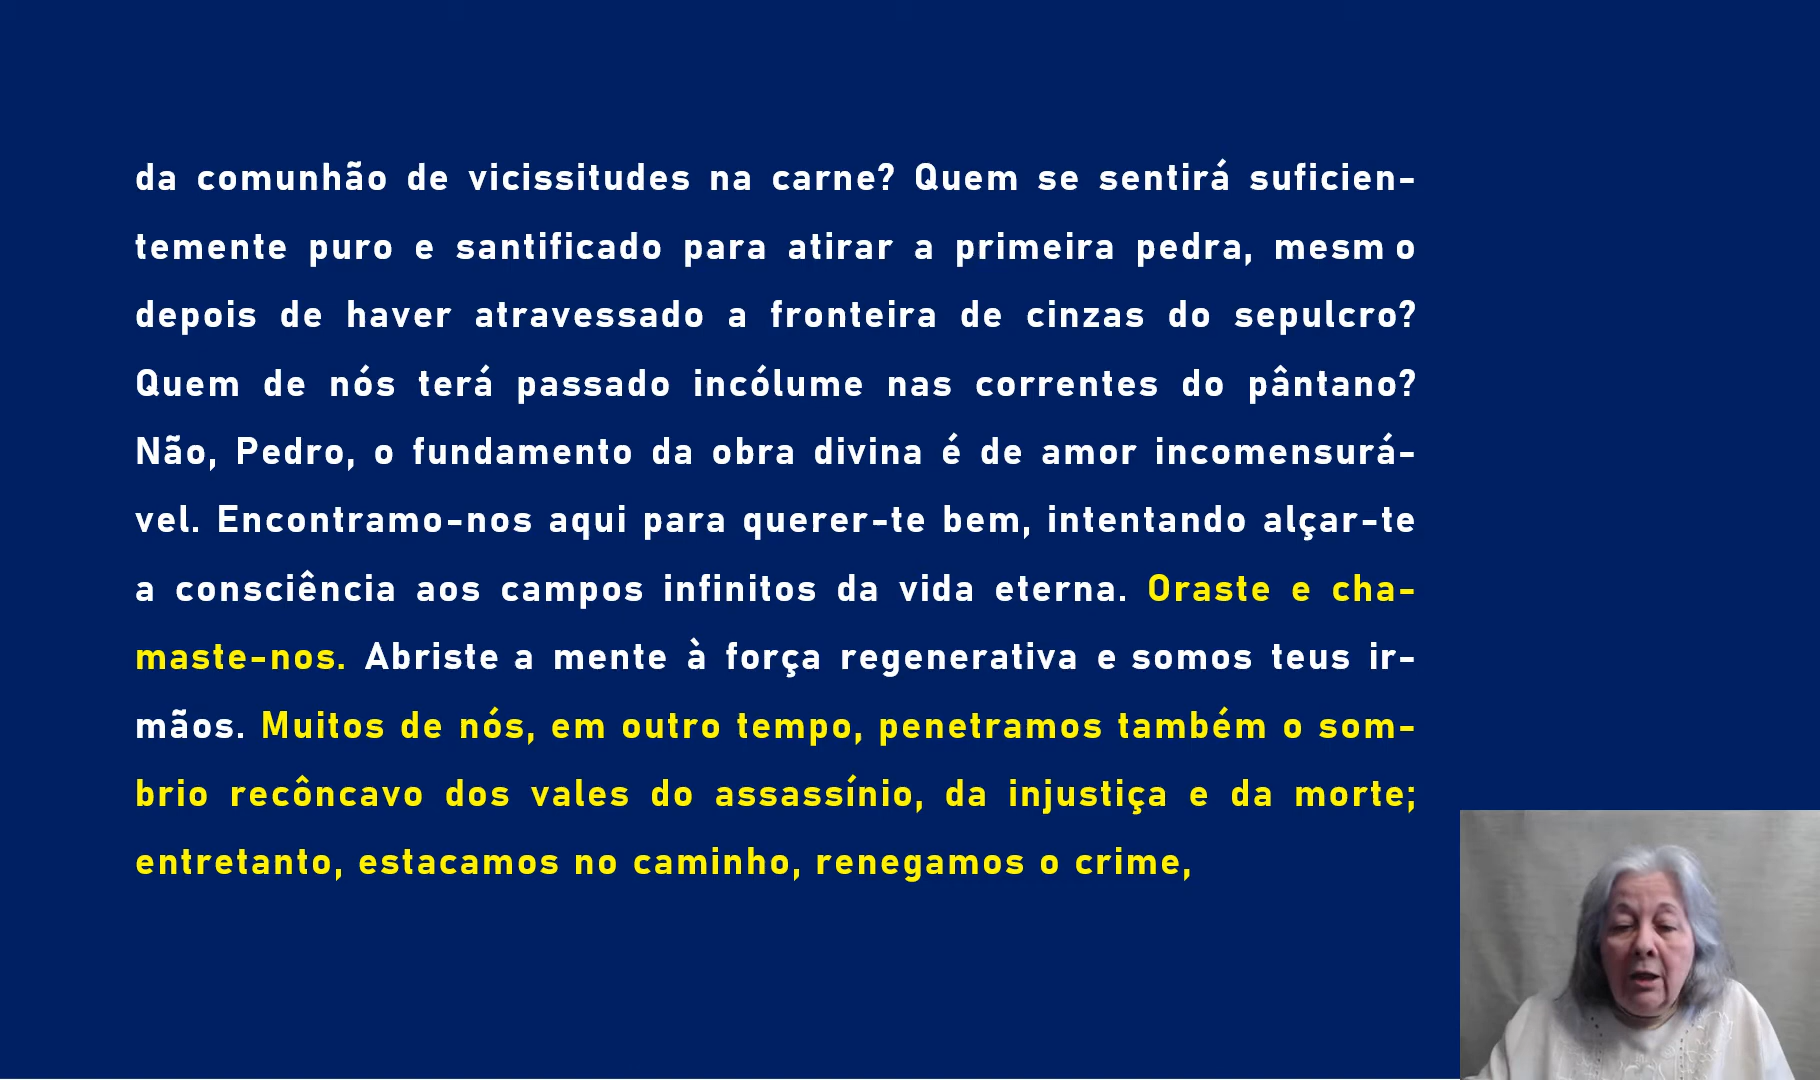 da comunhão de vicissitudes na carne? Quem se sentirá suficien-
temente puro e santificado para atirar a primeira pedra, mesm o
depois de haver atravessado a fronteira de cinzas do sepulcro?
Quem de nós terá passado incólume nas correntes do pântano?
Não, Pedro, o fundamento da obra divina é de amor incomensurá-
vel. Encontramo-nos aqui para querer-te bem, intentando alçar-te
a consciência aos campos infinitos da vida eterna. Oraste e cha-
maste-nos. Abriste a mente à força regenerativa e somos teus ir-
mãos. Muitos de nós, em outro tempo, penetramos também o som-
brio recôncavo dos vales do assassínio, da injustiça e da morte;
entretanto, estacamos no caminho, renegamos o crime,